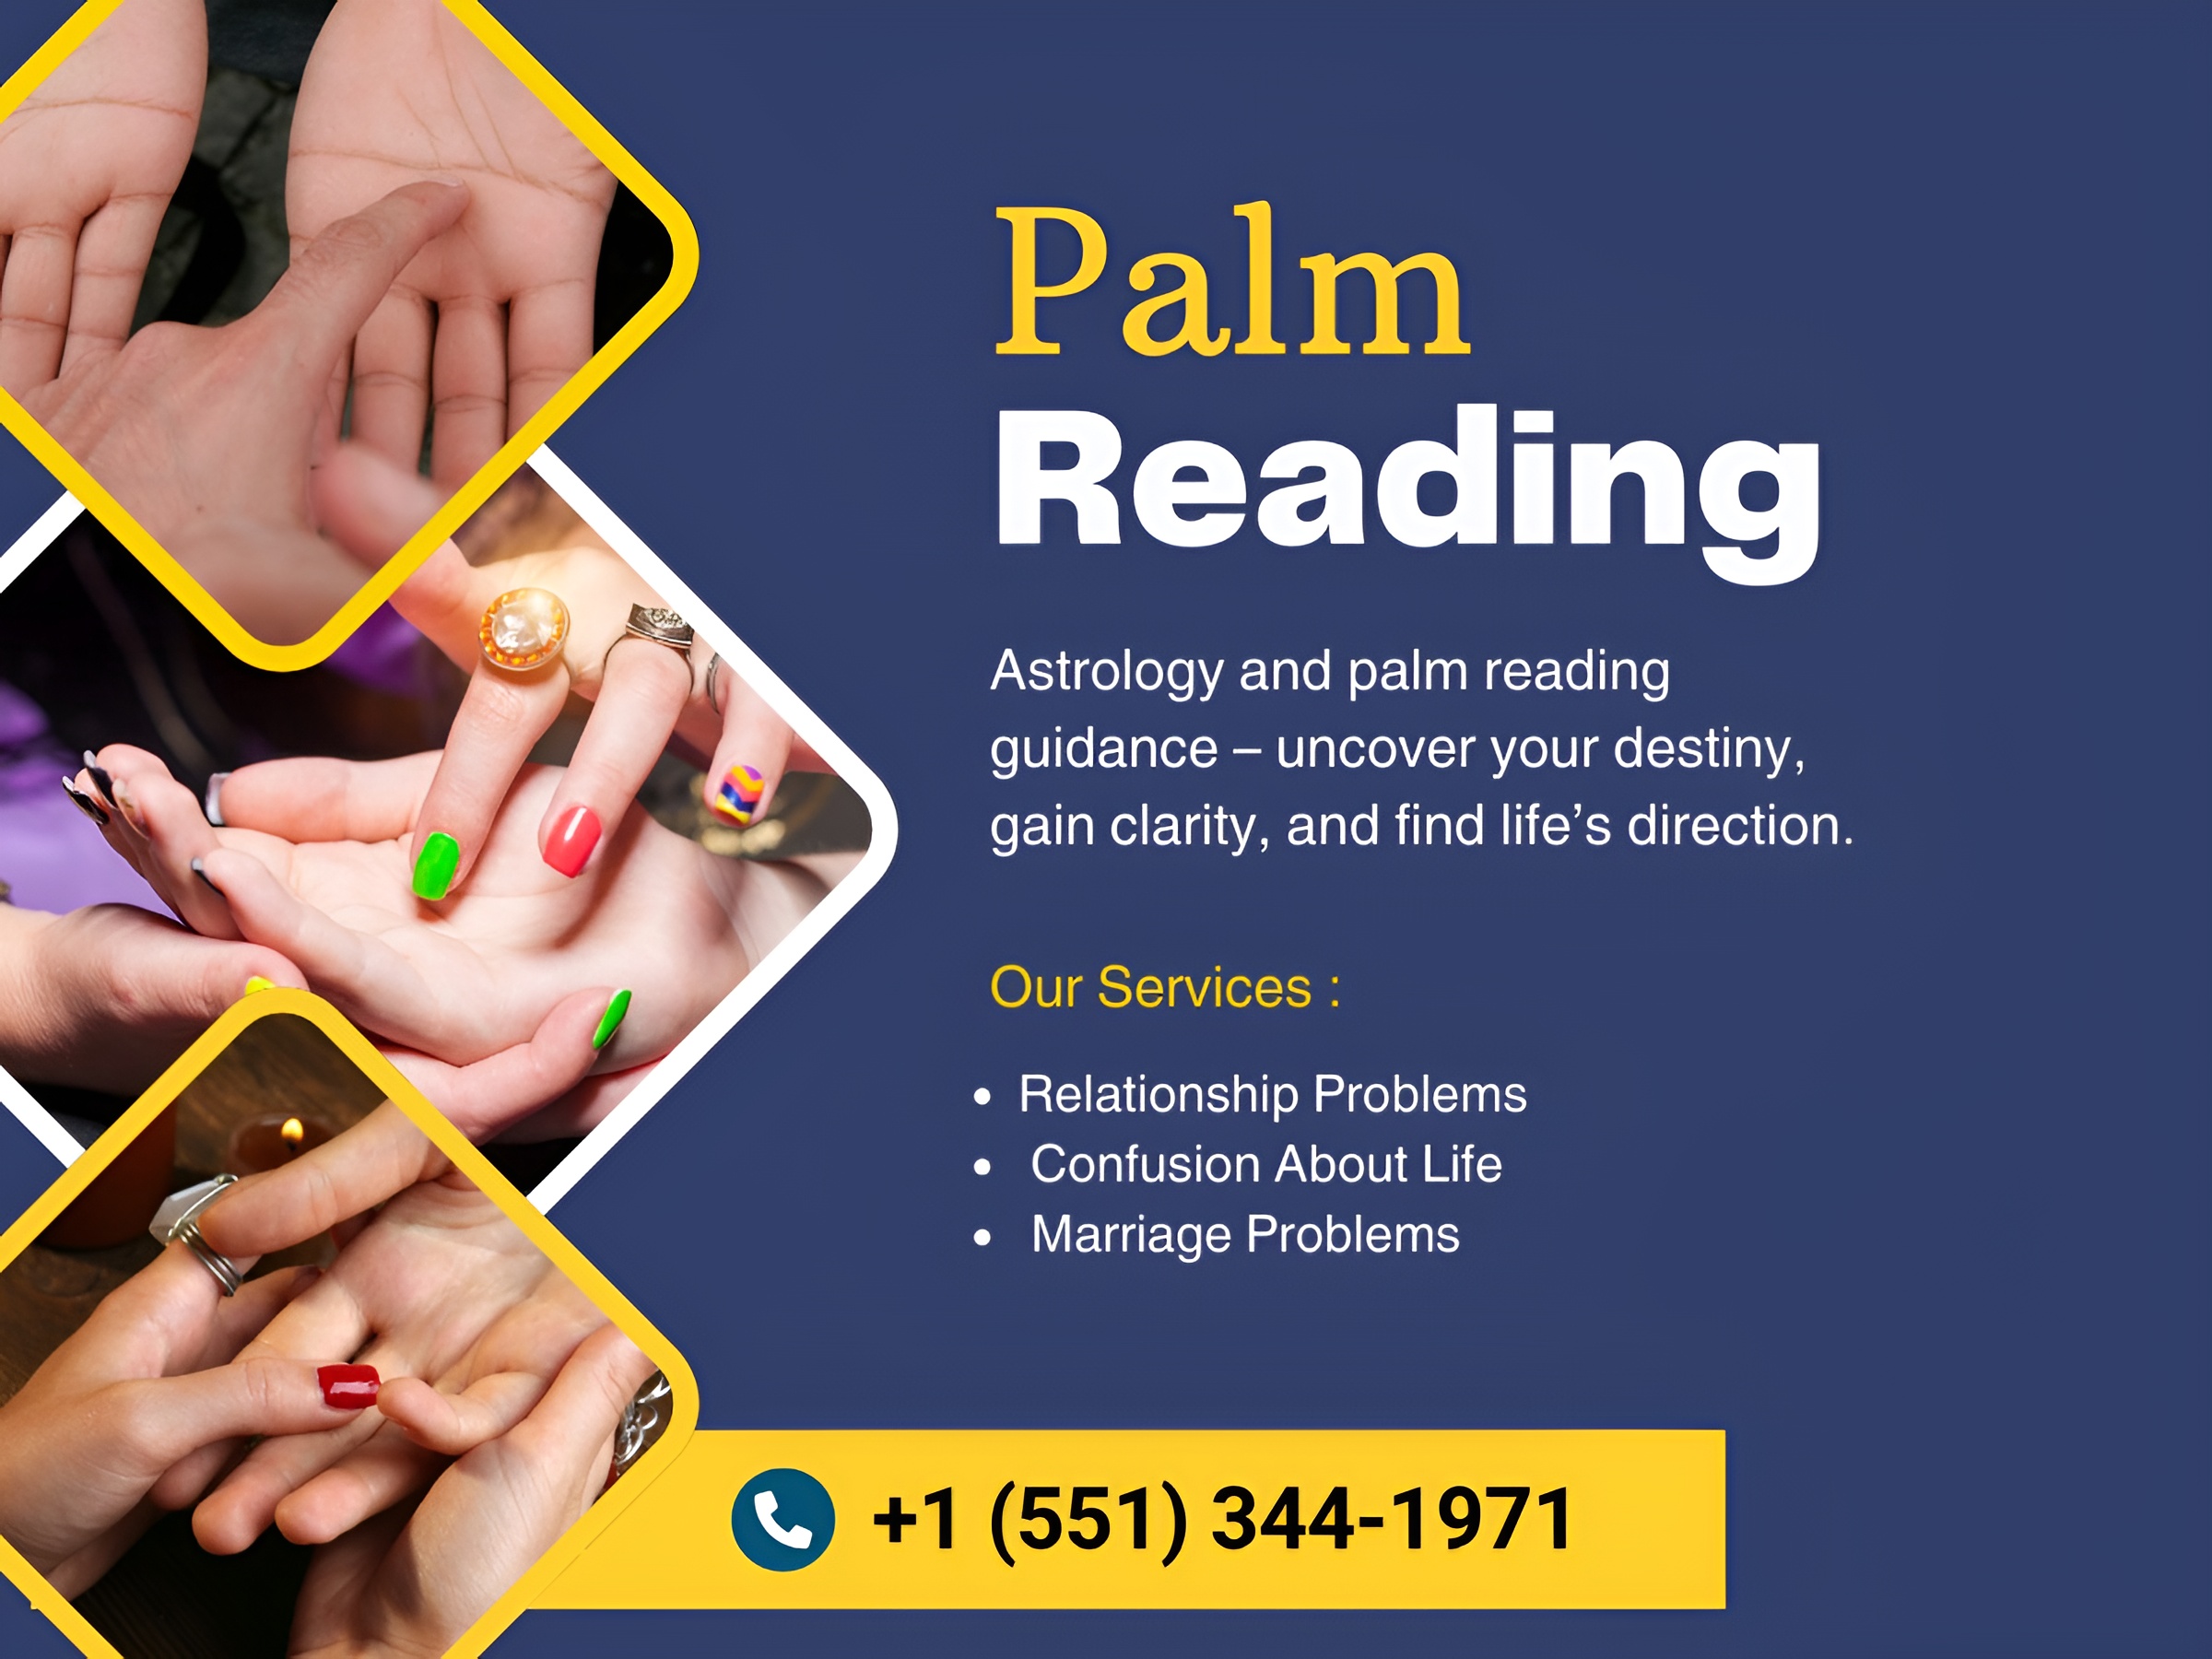 Palm
Reading
Astrology and palm reading
guidance – uncover your destiny,
gain clarity, and find life’s direction.
Our Services :
• Relationship Problems
• Confusion About Life
• Marriage Problems
+1 (551) 344-1971